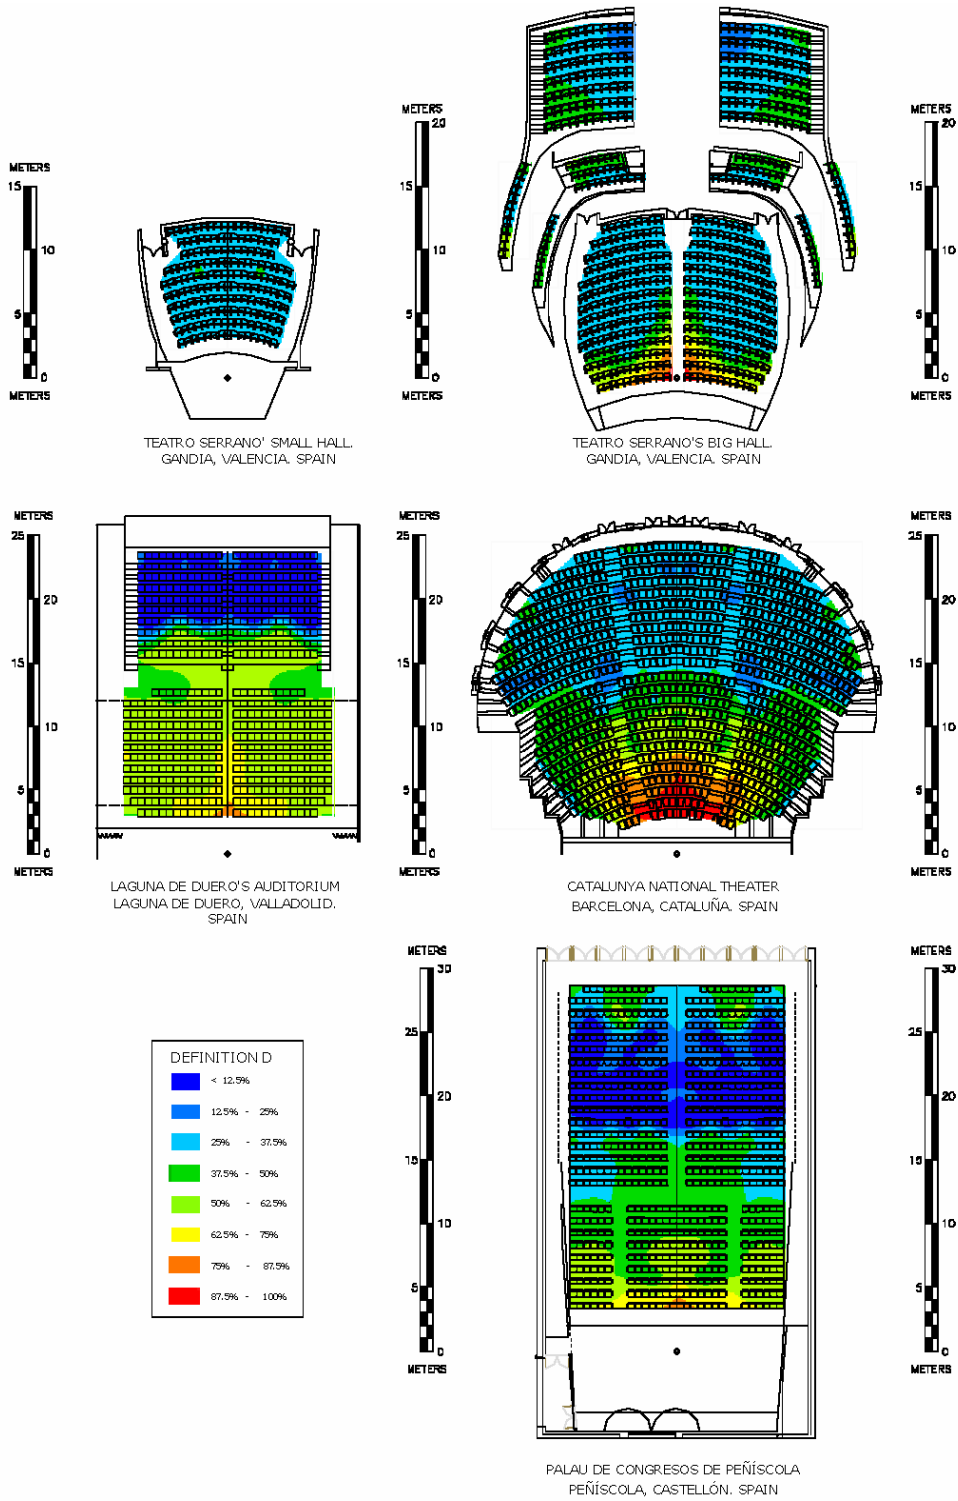 METERS
15
10
5
0
METERS
METERS
20
15
10
5
0
METERS
METERS
20
15
10
5
0
METERS
TEATRO SERRANO' SMALL HALL.
GANDIA, VALENCIA. SPAIN
TEATRO SERRANO'S BIG HALL.
GANDIA, VALENCIA. SPAIN
METERS
25
20
15
10
5
0
METERS
METERS
25
20
15
10
5
0
METERS
METERS
25
20
15
10
5
0
METERS
LAGUNA DE DUERO'S AUDITORIUM
LAGUNA DE DUERO, VALLADOLID.
SPAIN
CATALUNYA NATIONAL THEATER
BARCELONA, CATALUÑA. SPAIN
METERS
30
25
20
15
10
5
0
METERS
METERS
30
25
20
15
10
5
0
METERS
DEFINITION D
< 12.5%
12.5% - 25%
25% - 37.5%
37.5% - 50%
50% - 62.5%
62.5% - 75%
75% - 87.5%
87.5% - 100%
PALAU DE CONGRESOS DE PEÑÍSCOLA
PEÑÍSCOLA, CASTELLÓN. SPAIN